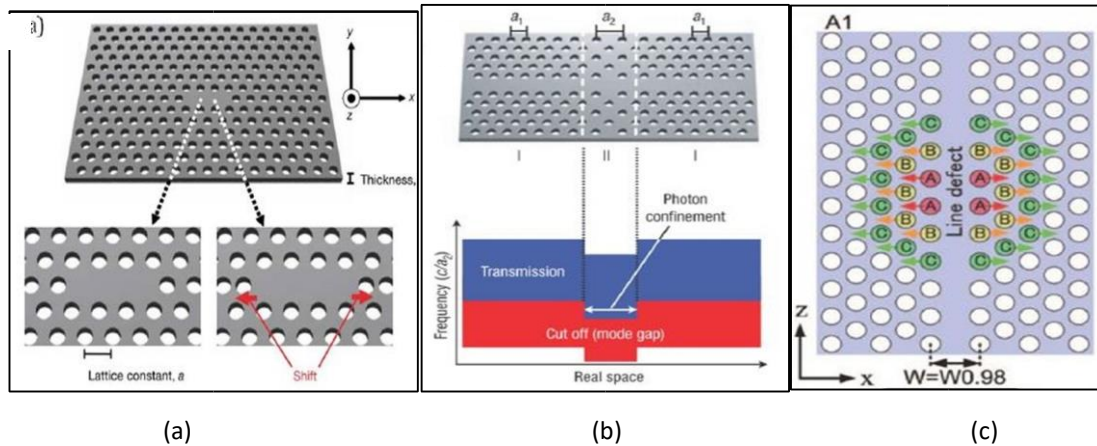 a)
y
x
z
Thickness,
Lattice constant, a
Shift
a₁
a₂
a₁
I
II
I
Photon
confinement
Transmission
Cut off (mode gap)
Frequency (c/a₂)
Real space
A1
C
C
C
C
C
B
B
C
C
B
B
C
C
B
A
A
B
C
C
B
B
C
C
B
A
A
B
C
C
B
B
C
C
B
B
C
C
C
C
C
Line defect
z
x
W=W0.98
(a)
(b)
(c)